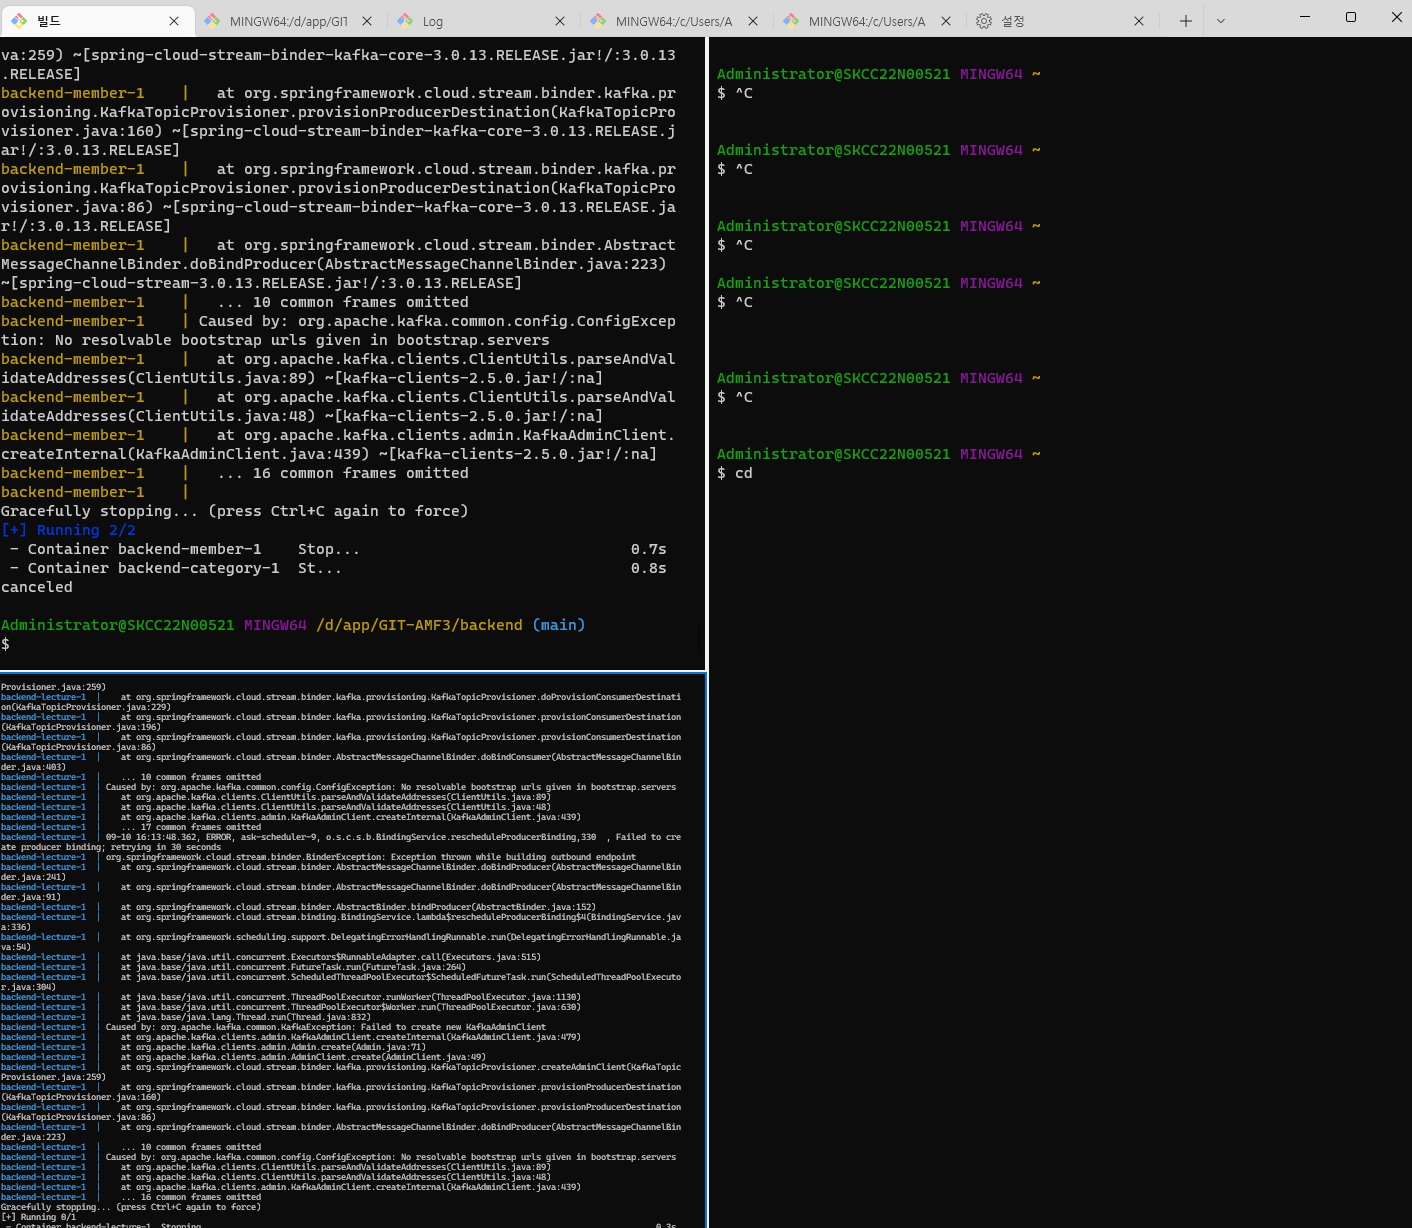 빌드
MINGW64:/d/app/GIT
Log
MINGW64:/c/Users/A
MINGW64:/c/Users/A
설정
va:259) ~[spring-cloud-stream-binder-kafka-core-3.0.13.RELEASE.jar!/:3.0.13
.RELEASE]
backend-member-1    |   at org.springframework.cloud.stream.binder.kafka.pr
ovisioning.KafkaTopicProvisioner.provisionProducerDestination(KafkaTopicPro
visioner.java:160) ~[spring-cloud-stream-binder-kafka-core-3.0.13.RELEASE.j
ar!/:3.0.13.RELEASE]
backend-member-1    |   at org.springframework.cloud.stream.binder.kafka.pr
ovisioning.KafkaTopicProvisioner.provisionProducerDestination(KafkaTopicPro
visioner.java:86) ~[spring-cloud-stream-binder-kafka-core-3.0.13.RELEASE.ja
r!/:3.0.13.RELEASE]
backend-member-1    |   at org.springframework.cloud.stream.binder.Abstract
MessageChannelBinder.doBindProducer(AbstractMessageChannelBinder.java:223)
~[spring-cloud-stream-3.0.13.RELEASE.jar!/:3.0.13.RELEASE]
backend-member-1    |   ... 10 common frames omitted
backend-member-1    | Caused by: org.apache.kafka.common.config.ConfigExcep
tion: No resolvable bootstrap urls given in bootstrap.servers
backend-member-1    |   at org.apache.kafka.clients.ClientUtils.parseAndVal
idateAddresses(ClientUtils.java:89) ~[kafka-clients-2.5.0.jar!/:na]
backend-member-1    |   at org.apache.kafka.clients.ClientUtils.parseAndVal
idateAddresses(ClientUtils.java:48) ~[kafka-clients-2.5.0.jar!/:na]
backend-member-1    |   at org.apache.kafka.clients.admin.KafkaAdminClient.
createInternal(KafkaAdminClient.java:439) ~[kafka-clients-2.5.0.jar!/:na]
backend-member-1    |   ... 16 common frames omitted
backend-member-1    |
Gracefully stopping... (press Ctrl+C again to force)
[+] Running 2/2
 - Container backend-member-1    Stop...                              0.7s
 - Container backend-category-1  St...                                0.8s
canceled
Administrator@SKCC22N00521 MINGW64 /d/app/GIT-AMF3/backend (main)
$
Provisioner.java:259)
backend-lecture-1  |    at org.springframework.cloud.stream.binder.kafka.provisioning.KafkaTopicProvisioner.doProvisionConsumerDestinati
on(KafkaTopicProvisioner.java:229)
backend-lecture-1  |    at org.springframework.cloud.stream.binder.kafka.provisioning.KafkaTopicProvisioner.provisionConsumerDestination
(KafkaTopicProvisioner.java:196)
backend-lecture-1  |    at org.springframework.cloud.stream.binder.kafka.provisioning.KafkaTopicProvisioner.provisionConsumerDestination
(KafkaTopicProvisioner.java:86)
backend-lecture-1  |    at org.springframework.cloud.stream.binder.AbstractMessageChannelBinder.doBindConsumer(AbstractMessageChannelBin
der.java:403)
backend-lecture-1  |    ... 10 common frames omitted
backend-lecture-1  | Caused by: org.apache.kafka.common.config.ConfigException: No resolvable bootstrap urls given in bootstrap.servers
backend-lecture-1  |    at org.apache.kafka.clients.ClientUtils.parseAndValidateAddresses(ClientUtils.java:89)
backend-lecture-1  |    at org.apache.kafka.clients.ClientUtils.parseAndValidateAddresses(ClientUtils.java:48)
backend-lecture-1  |    at org.apache.kafka.clients.admin.KafkaAdminClient.createInternal(KafkaAdminClient.java:439)
backend-lecture-1  |    ... 17 common frames omitted
backend-lecture-1  | 09-10 16:13:48.362, ERROR, ask-scheduler-9, o.s.c.s.b.BindingService.rescheduleProducerBinding,330  , Failed to cre
ate producer binding; retrying in 30 seconds
backend-lecture-1  | org.springframework.cloud.stream.binder.BinderException: Exception thrown while building outbound endpoint
backend-lecture-1  |    at org.springframework.cloud.stream.binder.AbstractMessageChannelBinder.doBindProducer(AbstractMessageChannelBin
der.java:241)
backend-lecture-1  |    at org.springframework.cloud.stream.binder.AbstractMessageChannelBinder.doBindProducer(AbstractMessageChannelBin
der.java:91)
backend-lecture-1  |    at org.springframework.cloud.stream.binder.AbstractBinder.bindProducer(AbstractBinder.java:152)
backend-lecture-1  |    at org.springframework.cloud.stream.binding.BindingService.lambda$rescheduleProducerBinding$4(BindingService.jav
a:336)
backend-lecture-1  |    at org.springframework.scheduling.support.DelegatingErrorHandlingRunnable.run(DelegatingErrorHandlingRunnable.ja
va:54)
backend-lecture-1  |    at java.base/java.util.concurrent.Executors$RunnableAdapter.call(Executors.java:515)
backend-lecture-1  |    at java.base/java.util.concurrent.FutureTask.run(FutureTask.java:264)
backend-lecture-1  |    at java.base/java.util.concurrent.ScheduledThreadPoolExecutor$ScheduledFutureTask.run(ScheduledThreadPoolExecuto
r.java:304)
backend-lecture-1  |    at java.base/java.util.concurrent.ThreadPoolExecutor.runWorker(ThreadPoolExecutor.java:1130)
backend-lecture-1  |    at java.base/java.util.concurrent.ThreadPoolExecutor$Worker.run(ThreadPoolExecutor.java:630)
backend-lecture-1  |    at java.base/java.lang.Thread.run(Thread.java:832)
backend-lecture-1  | Caused by: org.apache.kafka.common.KafkaException: Failed to create new KafkaAdminClient
backend-lecture-1  |    at org.apache.kafka.clients.admin.KafkaAdminClient.createInternal(KafkaAdminClient.java:479)
backend-lecture-1  |    at org.apache.kafka.clients.admin.Admin.create(Admin.java:71)
backend-lecture-1  |    at org.apache.kafka.clients.admin.AdminClient.create(AdminClient.java:49)
backend-lecture-1  |    at org.springframework.cloud.stream.binder.kafka.provisioning.KafkaTopicProvisioner.createAdminClient(KafkaTopic
Provisioner.java:259)
backend-lecture-1  |    at org.springframework.cloud.stream.binder.kafka.provisioning.KafkaTopicProvisioner.provisionProducerDestination
(KafkaTopicProvisioner.java:160)
backend-lecture-1  |    at org.springframework.cloud.stream.binder.kafka.provisioning.KafkaTopicProvisioner.provisionProducerDestination
(KafkaTopicProvisioner.java:86)
backend-lecture-1  |    at org.springframework.cloud.stream.binder.AbstractMessageChannelBinder.doBindProducer(AbstractMessageChannelBin
der.java:223)
backend-lecture-1  |    ... 10 common frames omitted
backend-lecture-1  | Caused by: org.apache.kafka.common.config.ConfigException: No resolvable bootstrap urls given in bootstrap.servers
backend-lecture-1  |    at org.apache.kafka.clients.ClientUtils.parseAndValidateAddresses(ClientUtils.java:89)
backend-lecture-1  |    at org.apache.kafka.clients.ClientUtils.parseAndValidateAddresses(ClientUtils.java:48)
backend-lecture-1  |    at org.apache.kafka.clients.admin.KafkaAdminClient.createInternal(KafkaAdminClient.java:439)
backend-lecture-1  |    ... 16 common frames omitted
Gracefully stopping... (press Ctrl+C again to force)
[+] Running 0/1
 - Container backend-lecture-1  Stopping                                                                                           0.3s
Administrator@SKCC22N00521 MINGW64 ~
$ ^C
Administrator@SKCC22N00521 MINGW64 ~
$ ^C
Administrator@SKCC22N00521 MINGW64 ~
$ ^C
Administrator@SKCC22N00521 MINGW64 ~
$ ^C
Administrator@SKCC22N00521 MINGW64 ~
$ ^C
Administrator@SKCC22N00521 MINGW64 ~
$ cd